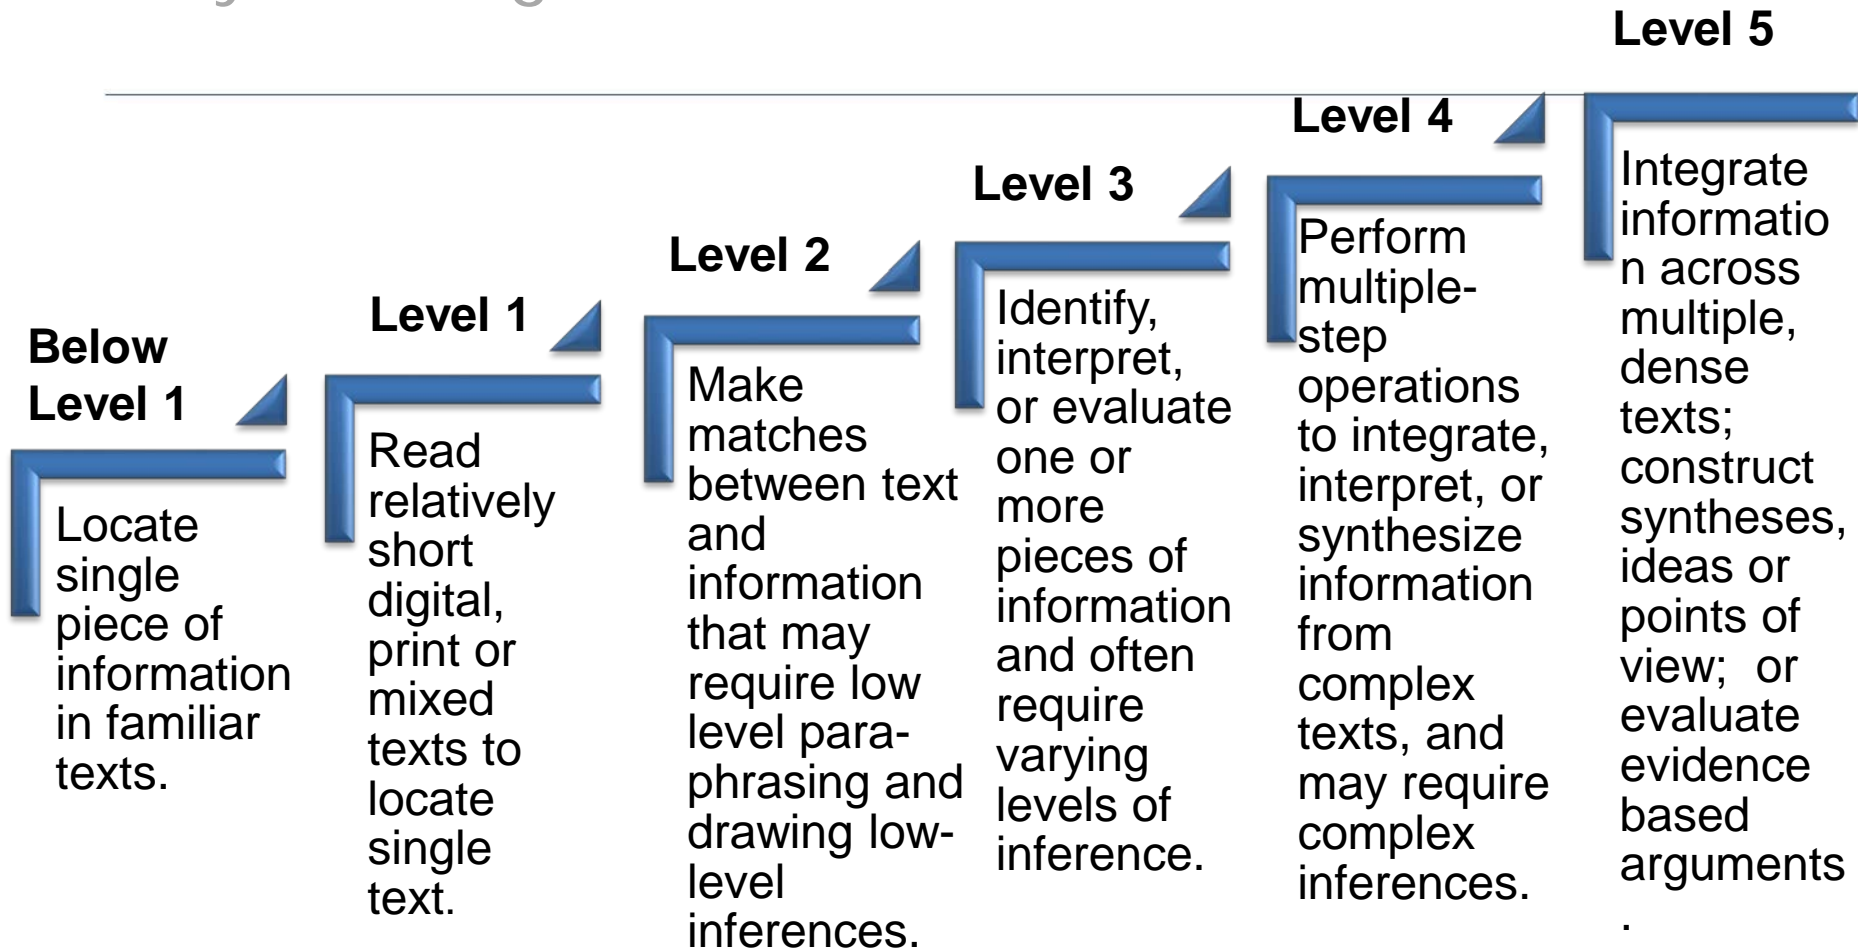 Below
Level 1
Locate
single
piece of
information
in familiar
texts.
Level 1
Read
relatively
short
digital,
print or
mixed
texts to
locate
single
text.
Level 2
Make
matches
between text
and
information
that may
require low
level para-
phrasing and
drawing low-
level
inferences.
Level 3
Identify,
interpret,
or evaluate
one or
more
pieces of
information
and often
require
varying
levels of
inference.
Level 4
Perform
multiple-
step
operations
to integrate,
interpret, or
synthesize
information
from
complex
texts, and
may require
complex
inferences.
Level 5
Integrate
informatio
n across
multiple,
dense
texts;
construct
syntheses,
ideas or
points of
view;  or
evaluate
evidence
based
arguments
.